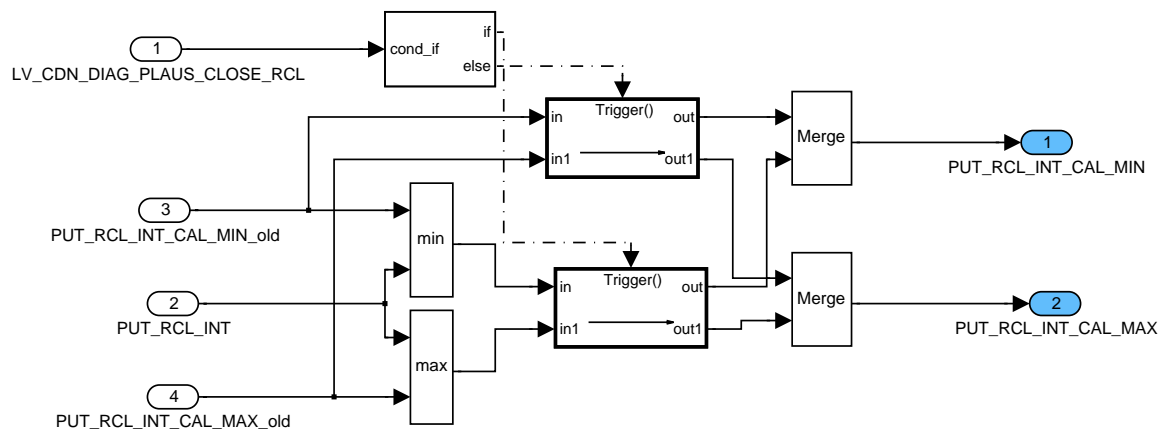 if
1
cond_if
LV_CDN_DIAG_PLAUS_CLOSE_RCL
else
Trigger()
in
out
Merge
1
in1
out1
PUT_RCL_INT_CAL_MIN
3
PUT_RCL_INT_CAL_MIN_old
min
Trigger()
in
out
2
Merge
2
PUT_RCL_INT
in1
out1
PUT_RCL_INT_CAL_MAX
max
4
PUT_RCL_INT_CAL_MAX_old